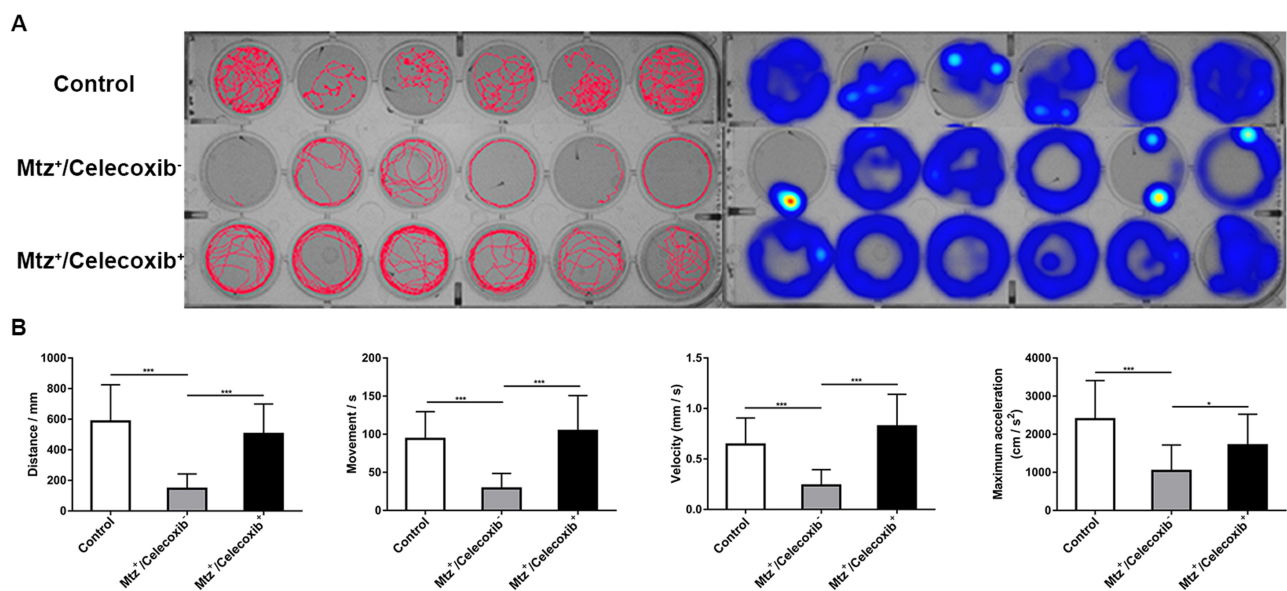 A
Control
Mtz⁺/Celecoxib⁻
Mtz⁺/Celecoxib⁺
B
Distance / mm
1000
800
600
400
200
0
***
***
Control
Mtz⁺/Celecoxib⁻
Mtz⁺/Celecoxib⁺
Movement / s
200
150
100
50
0
***
***
Control
Mtz⁺/Celecoxib⁻
Mtz⁺/Celecoxib⁺
Velocity (mm / s)
1.5
1.0
0.5
0.0
***
***
Control
Mtz⁺/Celecoxib⁻
Mtz⁺/Celecoxib⁺
Maximum acceleration
(cm / s²)
4000
3000
2000
1000
0
***
*
Control
Mtz⁺/Celecoxib⁻
Mtz⁺/Celecoxib⁺